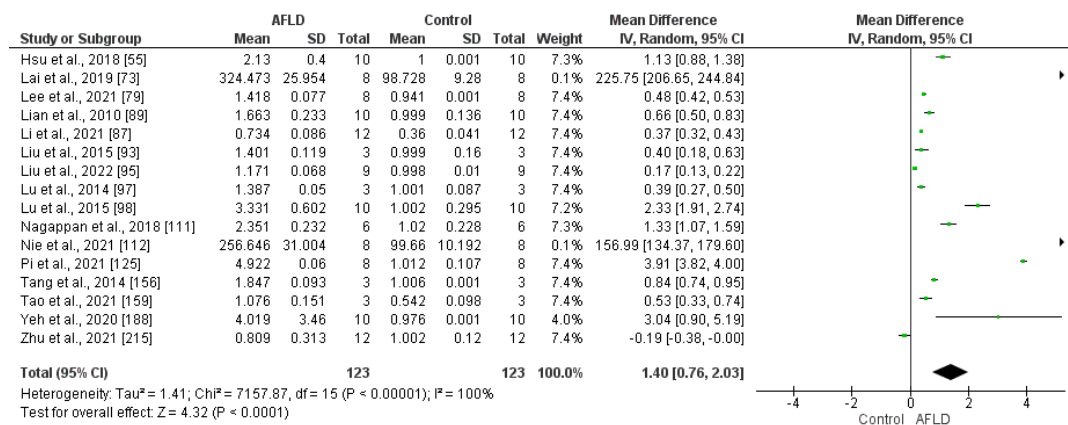 AFLD Control Mean Difference Mean Difference
Study or Subgroup Mean SD Total Mean SD Total Weight IV, Random, 95% CI IV, Random, 95% CI
Hsu et al., 2018 [55] 2.13 0.4 10 1 0.001 10 7.3% 1.13 [0.88, 1.38]
Lai et al., 2019 [73] 324.473 25.954 8 98.728 9.28 8 0.1% 225.75 [206.65, 244.84]
Lee et al., 2021 [79] 1.418 0.077 8 0.941 0.001 8 7.4% 0.48 [0.42, 0.53]
Lian et al., 2010 [89] 1.663 0.233 10 0.999 0.136 10 7.4% 0.66 [0.50, 0.83]
Li et al., 2021 [87] 0.734 0.086 12 0.36 0.041 12 7.4% 0.37 [0.32, 0.43]
Liu et al., 2015 [93] 1.401 0.119 3 0.999 0.16 3 7.4% 0.40 [0.18, 0.63]
Liu et al., 2022 [95] 1.171 0.068 9 0.998 0.01 9 7.4% 0.17 [0.13, 0.22]
Lu et al., 2014 [97] 1.387 0.05 3 1.001 0.087 3 7.4% 0.39 [0.27, 0.50]
Lu et al., 2015 [98] 3.331 0.602 10 1.002 0.295 10 7.2% 2.33 [1.91, 2.74]
Nagappan et al., 2018 [111] 2.351 0.232 6 1.02 0.228 6 7.3% 1.33 [1.07, 1.59]
Nie et al., 2021 [112] 256.646 31.004 8 99.66 10.192 8 0.1% 156.99 [134.37, 179.60]
Pi et al., 2021 [125] 4.922 0.06 8 1.012 0.107 8 7.4% 3.91 [3.82, 4.00]
Tang et al., 2014 [156] 1.847 0.093 3 1.006 0.001 3 7.4% 0.84 [0.74, 0.95]
Tao et al., 2021 [159] 1.076 0.151 3 0.542 0.098 3 7.4% 0.53 [0.33, 0.74]
Yeh et al., 2020 [188] 4.019 3.46 10 0.976 0.001 10 4.0% 3.04 [0.90, 5.19]
Zhu et al., 2021 [215] 0.809 0.313 12 1.002 0.12 12 7.4% -0.19 [-0.38, -0.00]
Total (95% CI) 123 123 100.0% 1.40 [0.76, 2.03]
Heterogeneity: Tau² = 1.41; Chi² = 7157.87, df = 15 (P < 0.00001); I² = 100%
Test for overall effect: Z = 4.32 (P < 0.0001)
-4 -2 0 2 4
Control AFLD